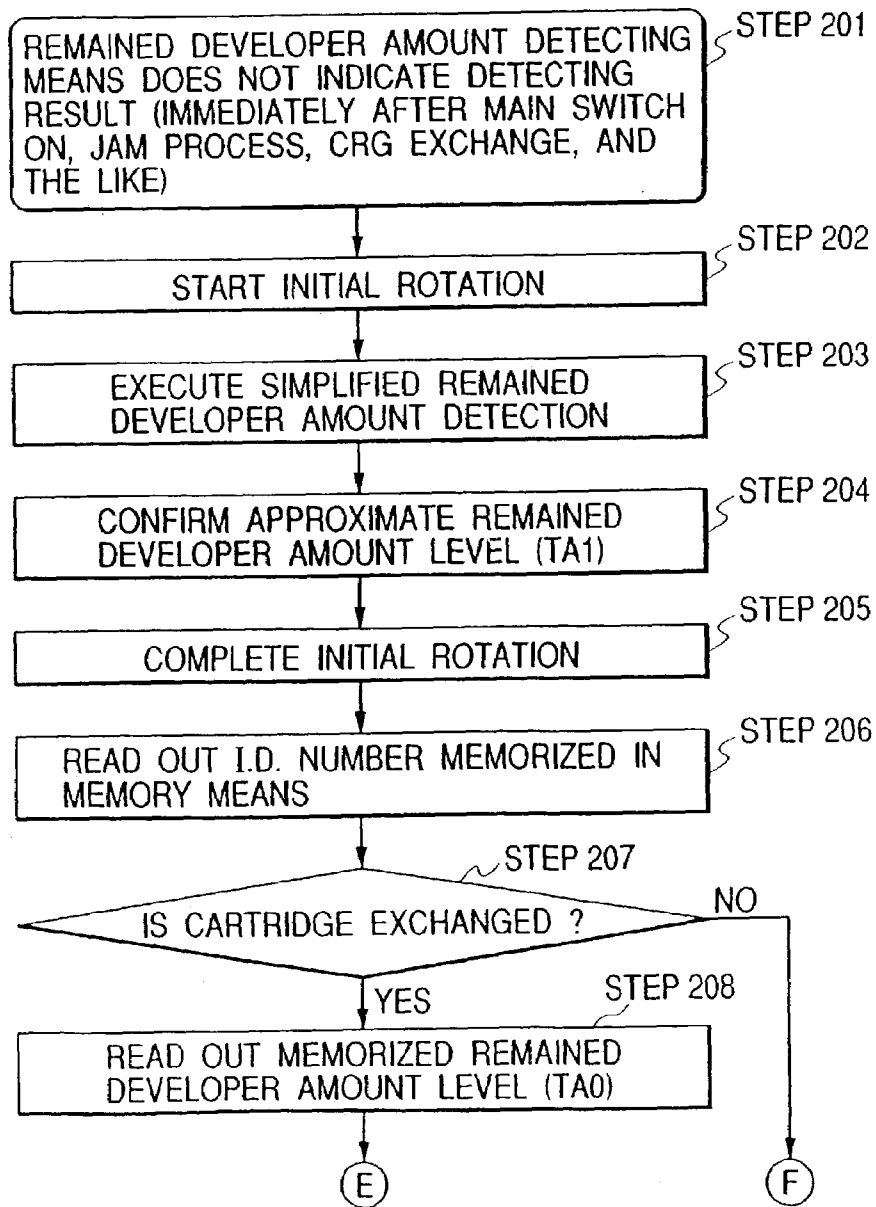 REMAINED DEVELOPER AMOUNT DETECTING
MEANS DOES NOT INDICATE DETECTING
RESULT (IMMEDIATELY AFTER MAIN SWITCH
ON, JAM PROCESS, CRG EXCHANGE, AND
THE LIKE)
STEP 201
START INITIAL ROTATION
STEP 202
EXECUTE SIMPLIFIED REMAINED
DEVELOPER AMOUNT DETECTION
STEP 203
CONFIRM APPROXIMATE REMAINED
DEVELOPER AMOUNT LEVEL (TA1)
STEP 204
COMPLETE INITIAL ROTATION
STEP 205
READ OUT I.D. NUMBER MEMORIZED IN
MEMORY MEANS
STEP 206
IS CARTRIDGE EXCHANGED ?
STEP 207
NO
YES
READ OUT MEMORIZED REMAINED
DEVELOPER AMOUNT LEVEL (TA0)
STEP 208
E
F